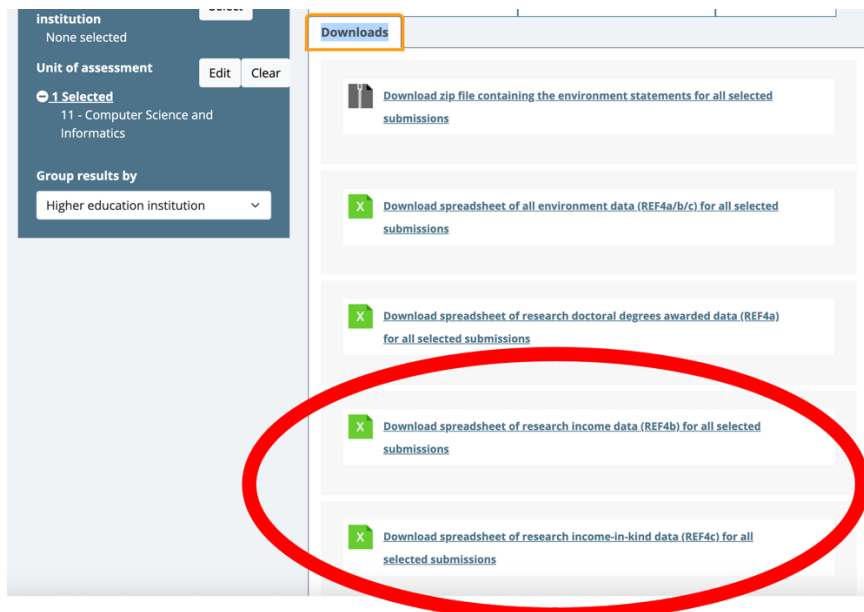 institution
None selected
Unit of assessment
Edit
Clear
1 Selected
11 - Computer Science and
Informatics
Group results by
Higher education institution
Downloads
Download zip file containing the environment statements for all selected
submissions
X
Download spreadsheet of all environment data (REF4a/b/c) for all selected
submissions
X
Download spreadsheet of research doctoral degrees awarded data (REF4a)
for all selected submissions
X
Download spreadsheet of research income data (REF4b) for all selected
submissions
X
Download spreadsheet of research income-in-kind data (REF4c) for all
selected submissions